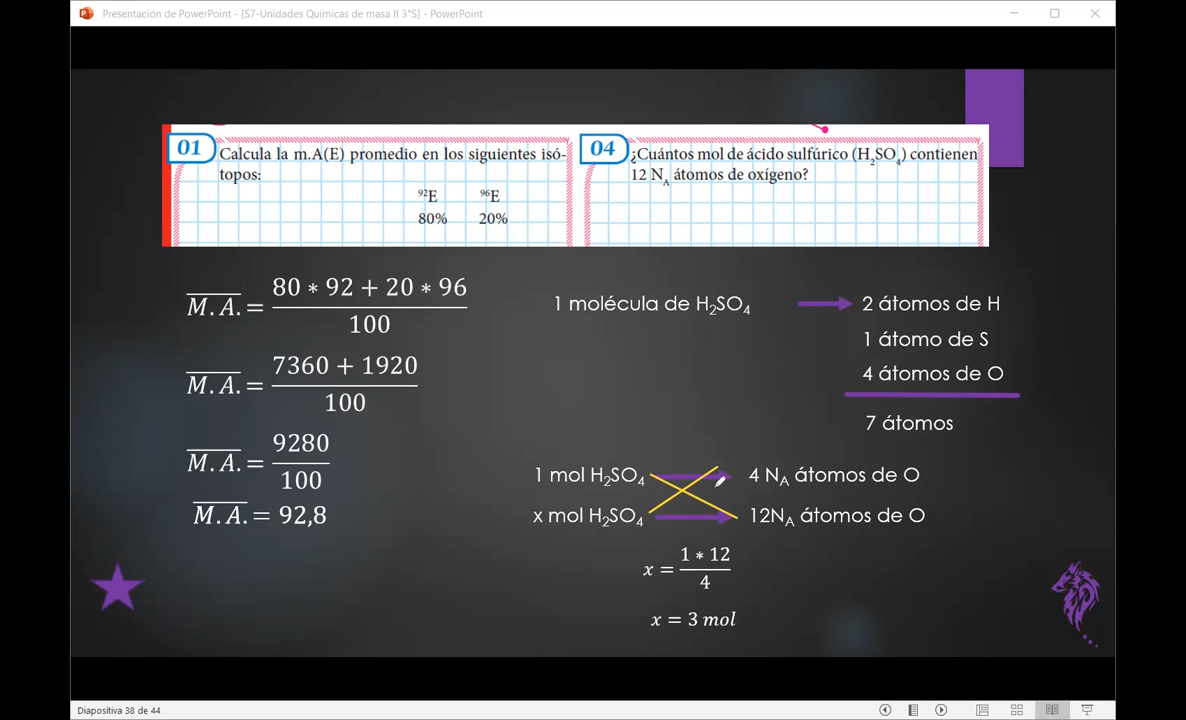 Presentación de PowerPoint - [S7-Unidades Químicas de masa II 3°S] - PowerPoint
01
Calcula la m.A(E) promedio en los siguientes isó-
topos:
⁹²E ⁹⁶E
80% 20%
04
¿Cuántos mol de ácido sulfúrico (H₂SO₄) contienen
12 N_A átomos de oxígeno?
M.A. = (80 * 92 + 20 * 96)/100
M.A. = (7360 + 1920)/100
M.A. = 9280/100
M.A. = 92,8
1 molécula de H₂SO₄
2 átomos de H
1 átomo de S
4 átomos de O
7 átomos
1 mol H₂SO₄ 4 N_A átomos de O
x mol H₂SO₄ 12N_A átomos de O
x = (1 * 12)/4
x = 3 mol
Diapositiva 38 de 44